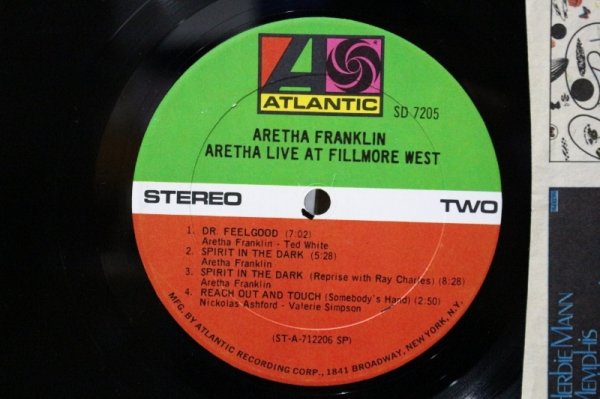 ATLANTIC
SD 7205
ARETHA FRANKLIN
ARETHA LIVE AT FILLMORE WEST
STEREO
TWO
1. DR. FEELGOOD (7:02)
Aretha Franklin - Ted White
2. SPIRIT IN THE DARK (5:28)
Aretha Franklin
3. SPIRIT IN THE DARK (Reprise with Ray Charles) (8:28)
Aretha Franklin
4. REACH OUT AND TOUCH (Somebody's Hand) (2.50)
Nickolas Ashford - Valerie Simpson
(ST-A-712206 SP)
MFG. BY ATLANTIC RECORDING CORP., 1841 BROADWAY, NEW YORK, N.Y.
HERBIE MANN
MEMPHIS